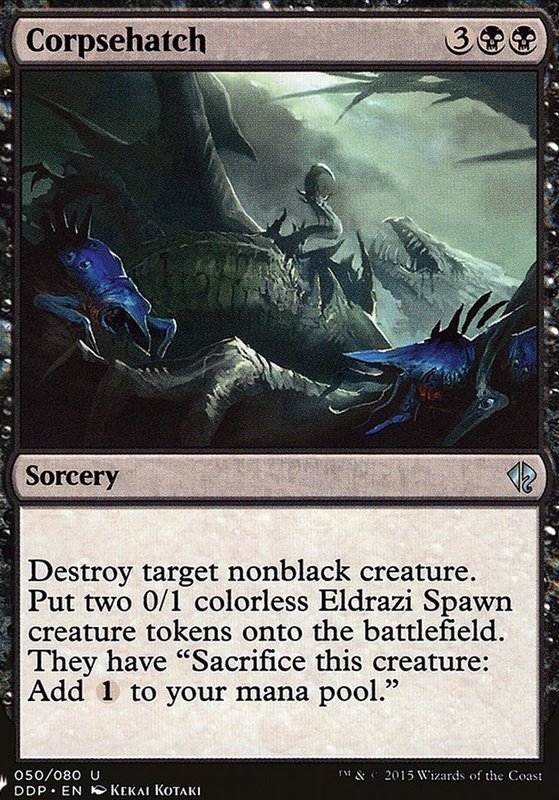 Corpsehatch 3
Sorcery
Destroy target nonblack creature.
Put two 0/1 colorless Eldrazi Spawn
creature tokens onto the battlefield.
They have “Sacrifice this creature:
Add 1 to your mana pool.”
050/080 U
DDP • EN Kekai Kotaki
™ & © 2015 Wizards of the Coast